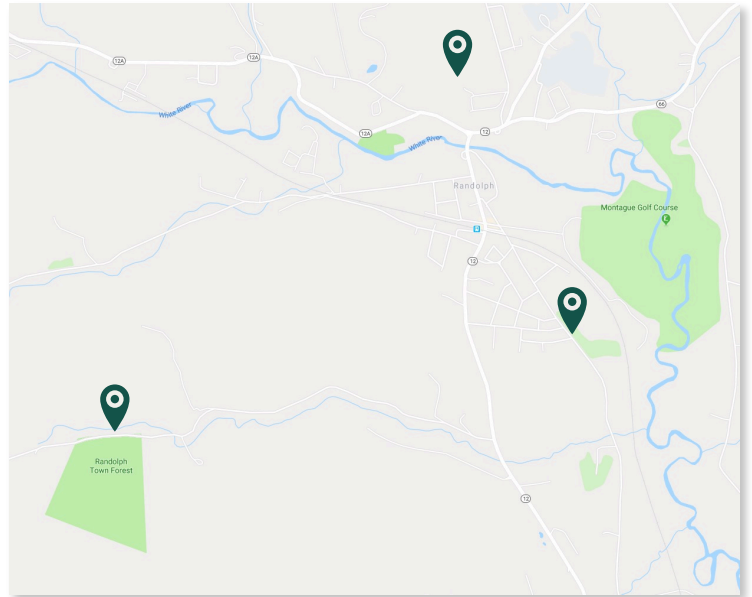 12A
12A
66
White River
12A
12
White River
Randolph
Montague Golf Course
12
Randolph
Town Forest
12